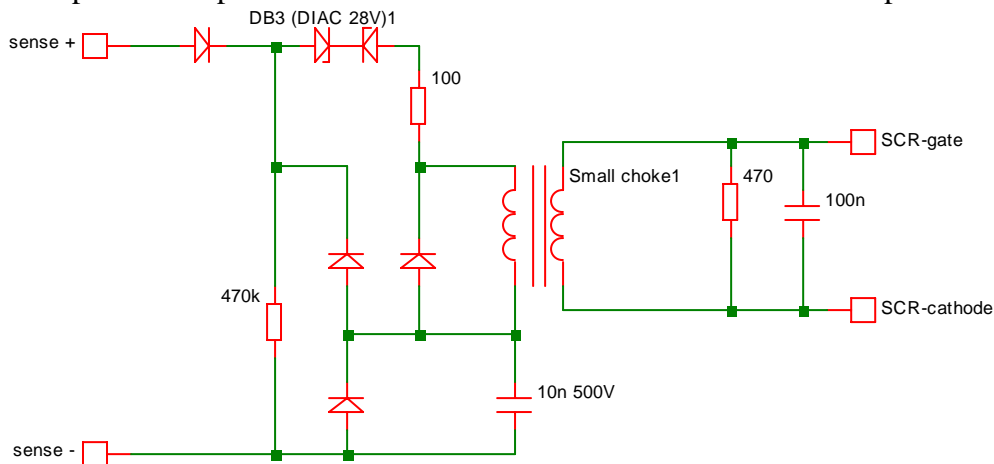 DB3 (DIAC 28V)1
sense +
100
SCR-gate
Small choke1
470
100n
470k
SCR-cathode
10n 500V
sense -